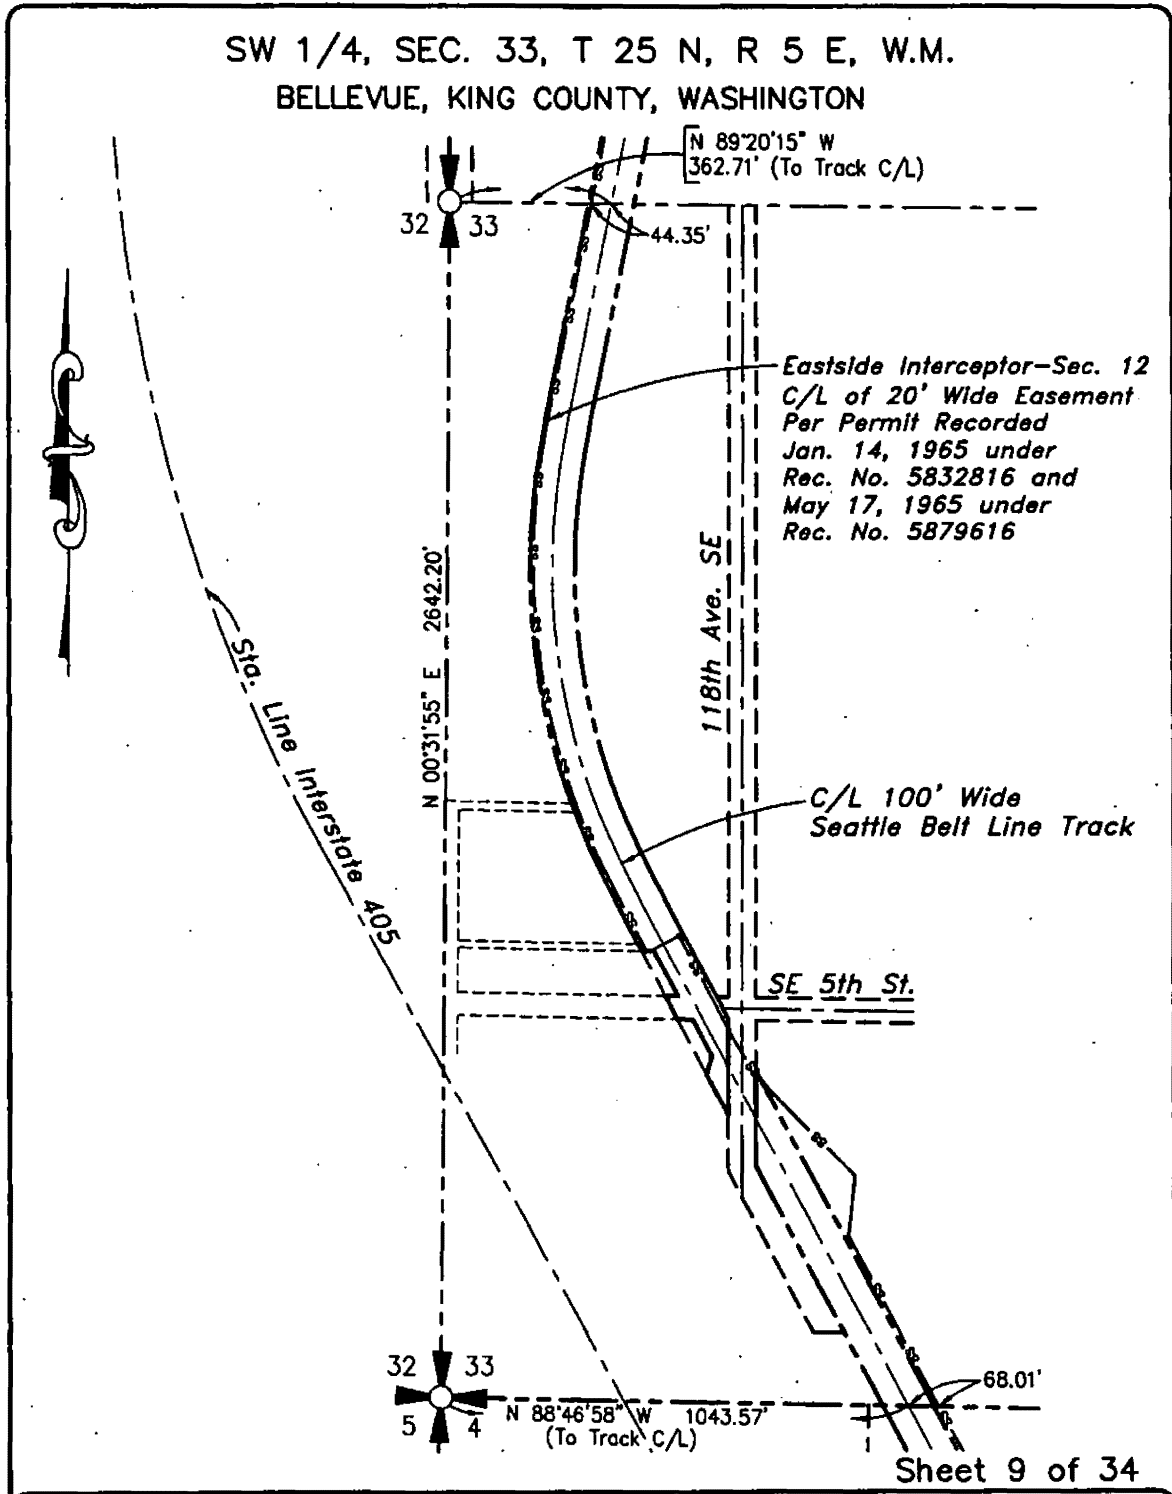 SW 1/4, SEC. 33, T 25 N, R 5 E, W.M.
BELLEVUE, KING COUNTY, WASHINGTON
N 89°20'15" W
362.71' (To Track C/L)
32 33
44.35'
Eastside Interceptor-Sec. 12
C/L of 20' Wide Easement
Per Permit Recorded
Jan. 14, 1965 under
Rec. No. 5832816 and
May 17, 1965 under
Rec. No. 5879616
N 00°31'55" E 2642.20'
118th Ave. SE
Sta. Line Interstate 405
C/L 100' Wide
Seattle Belt Line Track
SE 5th St.
32 33
5 4
68.01'
N 88°46'58" W 1043.57'
(To Track C/L)
Sheet 9 of 34